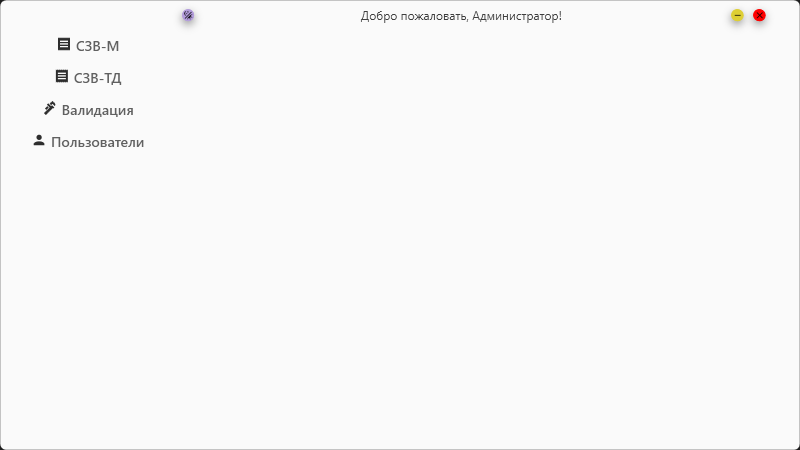 Добро пожаловать, Администратор!
СЗВ-М
СЗВ-ТД
Валидация
Пользователи